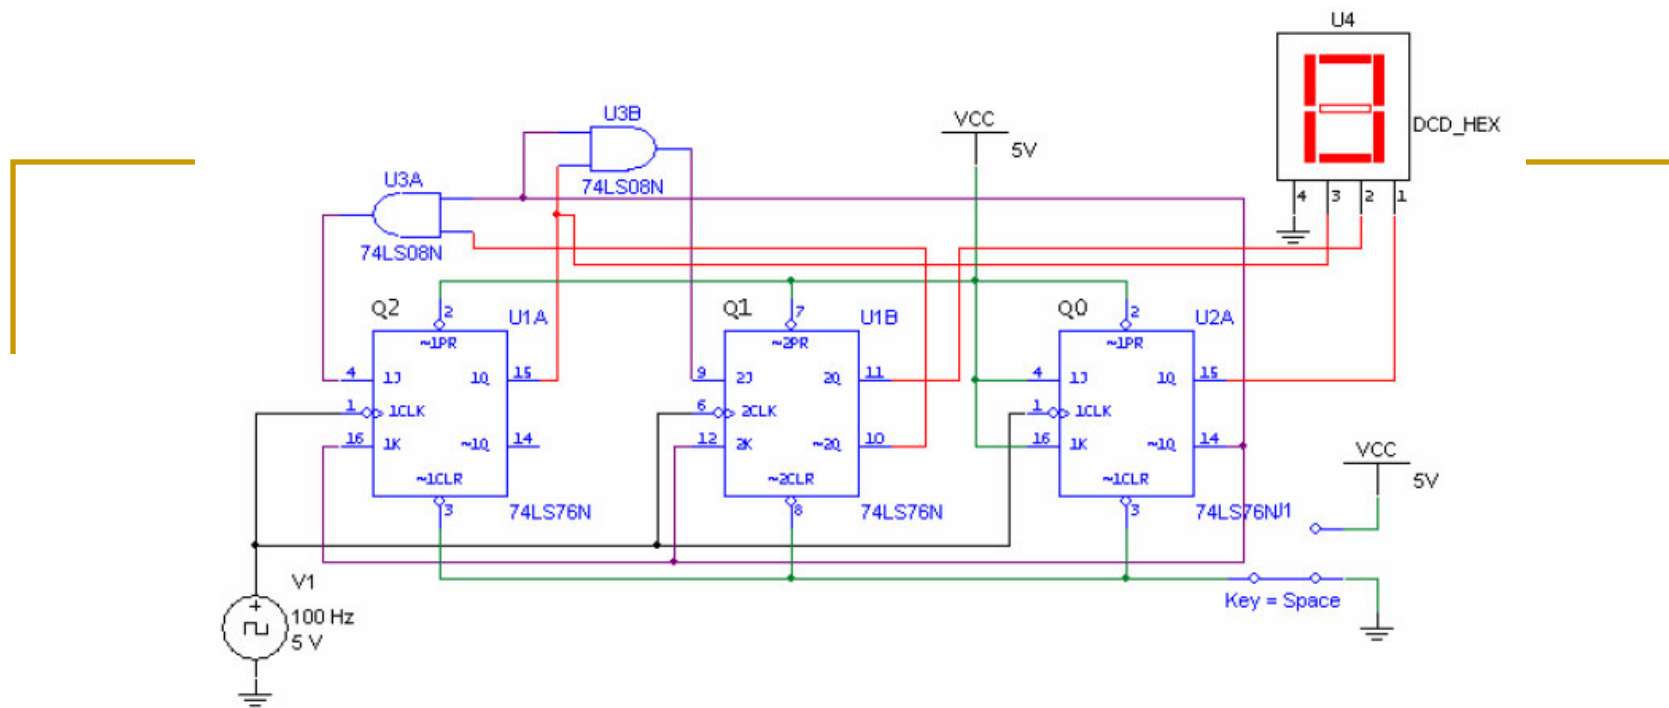 U4
DCD_HEX
4 3 2 1
U3B
74LS08N
VCC
5V
U3A
74LS08N
Q2
2
U1A
~1PR
4 1J 1Q 15
1 1CLK
16 1K ~1Q 14
~1CLR
3
74LS76N
Q1
7
U1B
~2PR
9 2J 2Q 11
6 2CLK
12 2K ~2Q 10
~2CLR
8
74LS76N
Q0
2
U2A
~1PR
4 1J 1Q 15
1 1CLK
16 1K ~1Q 14
~1CLR
3
74LS76N
J1
VCC
5V
Key = Space
V1
100 Hz
5 V